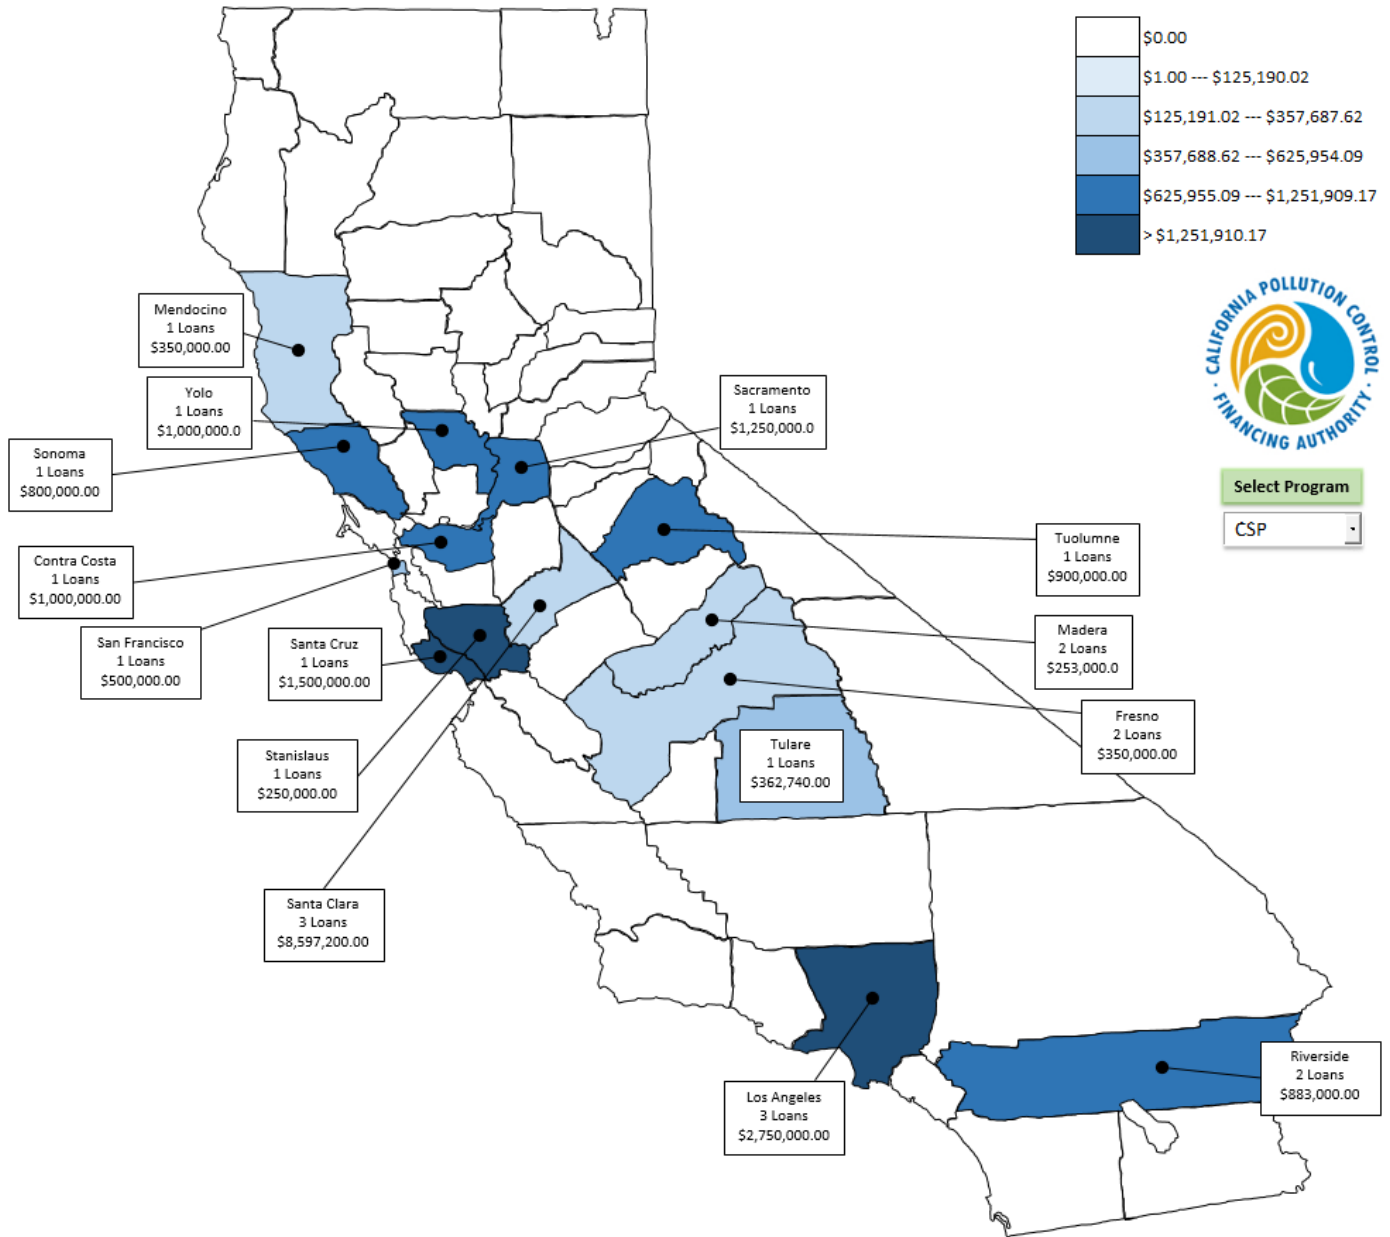 $0.00
$1.00 --- $125,190.02
$125,191.02 --- $357,687.62
$357,688.62 --- $625,954.09
$625,955.09 --- $1,251,909.17
> $1,251,910.17
CALIFORNIA POLLUTION CONTROL
· FINANCING AUTHORITY ·
Select Program
CSP
Mendocino
1 Loans
$350,000.00
Yolo
1 Loans
$1,000,000.0
Sacramento
1 Loans
$1,250,000.0
Sonoma
1 Loans
$800,000.00
Contra Costa
1 Loans
$1,000,000.00
Tuolumne
1 Loans
$900,000.00
San Francisco
1 Loans
$500,000.00
Santa Cruz
1 Loans
$1,500,000.00
Madera
2 Loans
$253,000.0
Fresno
2 Loans
$350,000.00
Stanislaus
1 Loans
$250,000.00
Tulare
1 Loans
$362,740.00
Santa Clara
3 Loans
$8,597,200.00
Los Angeles
3 Loans
$2,750,000.00
Riverside
2 Loans
$883,000.00